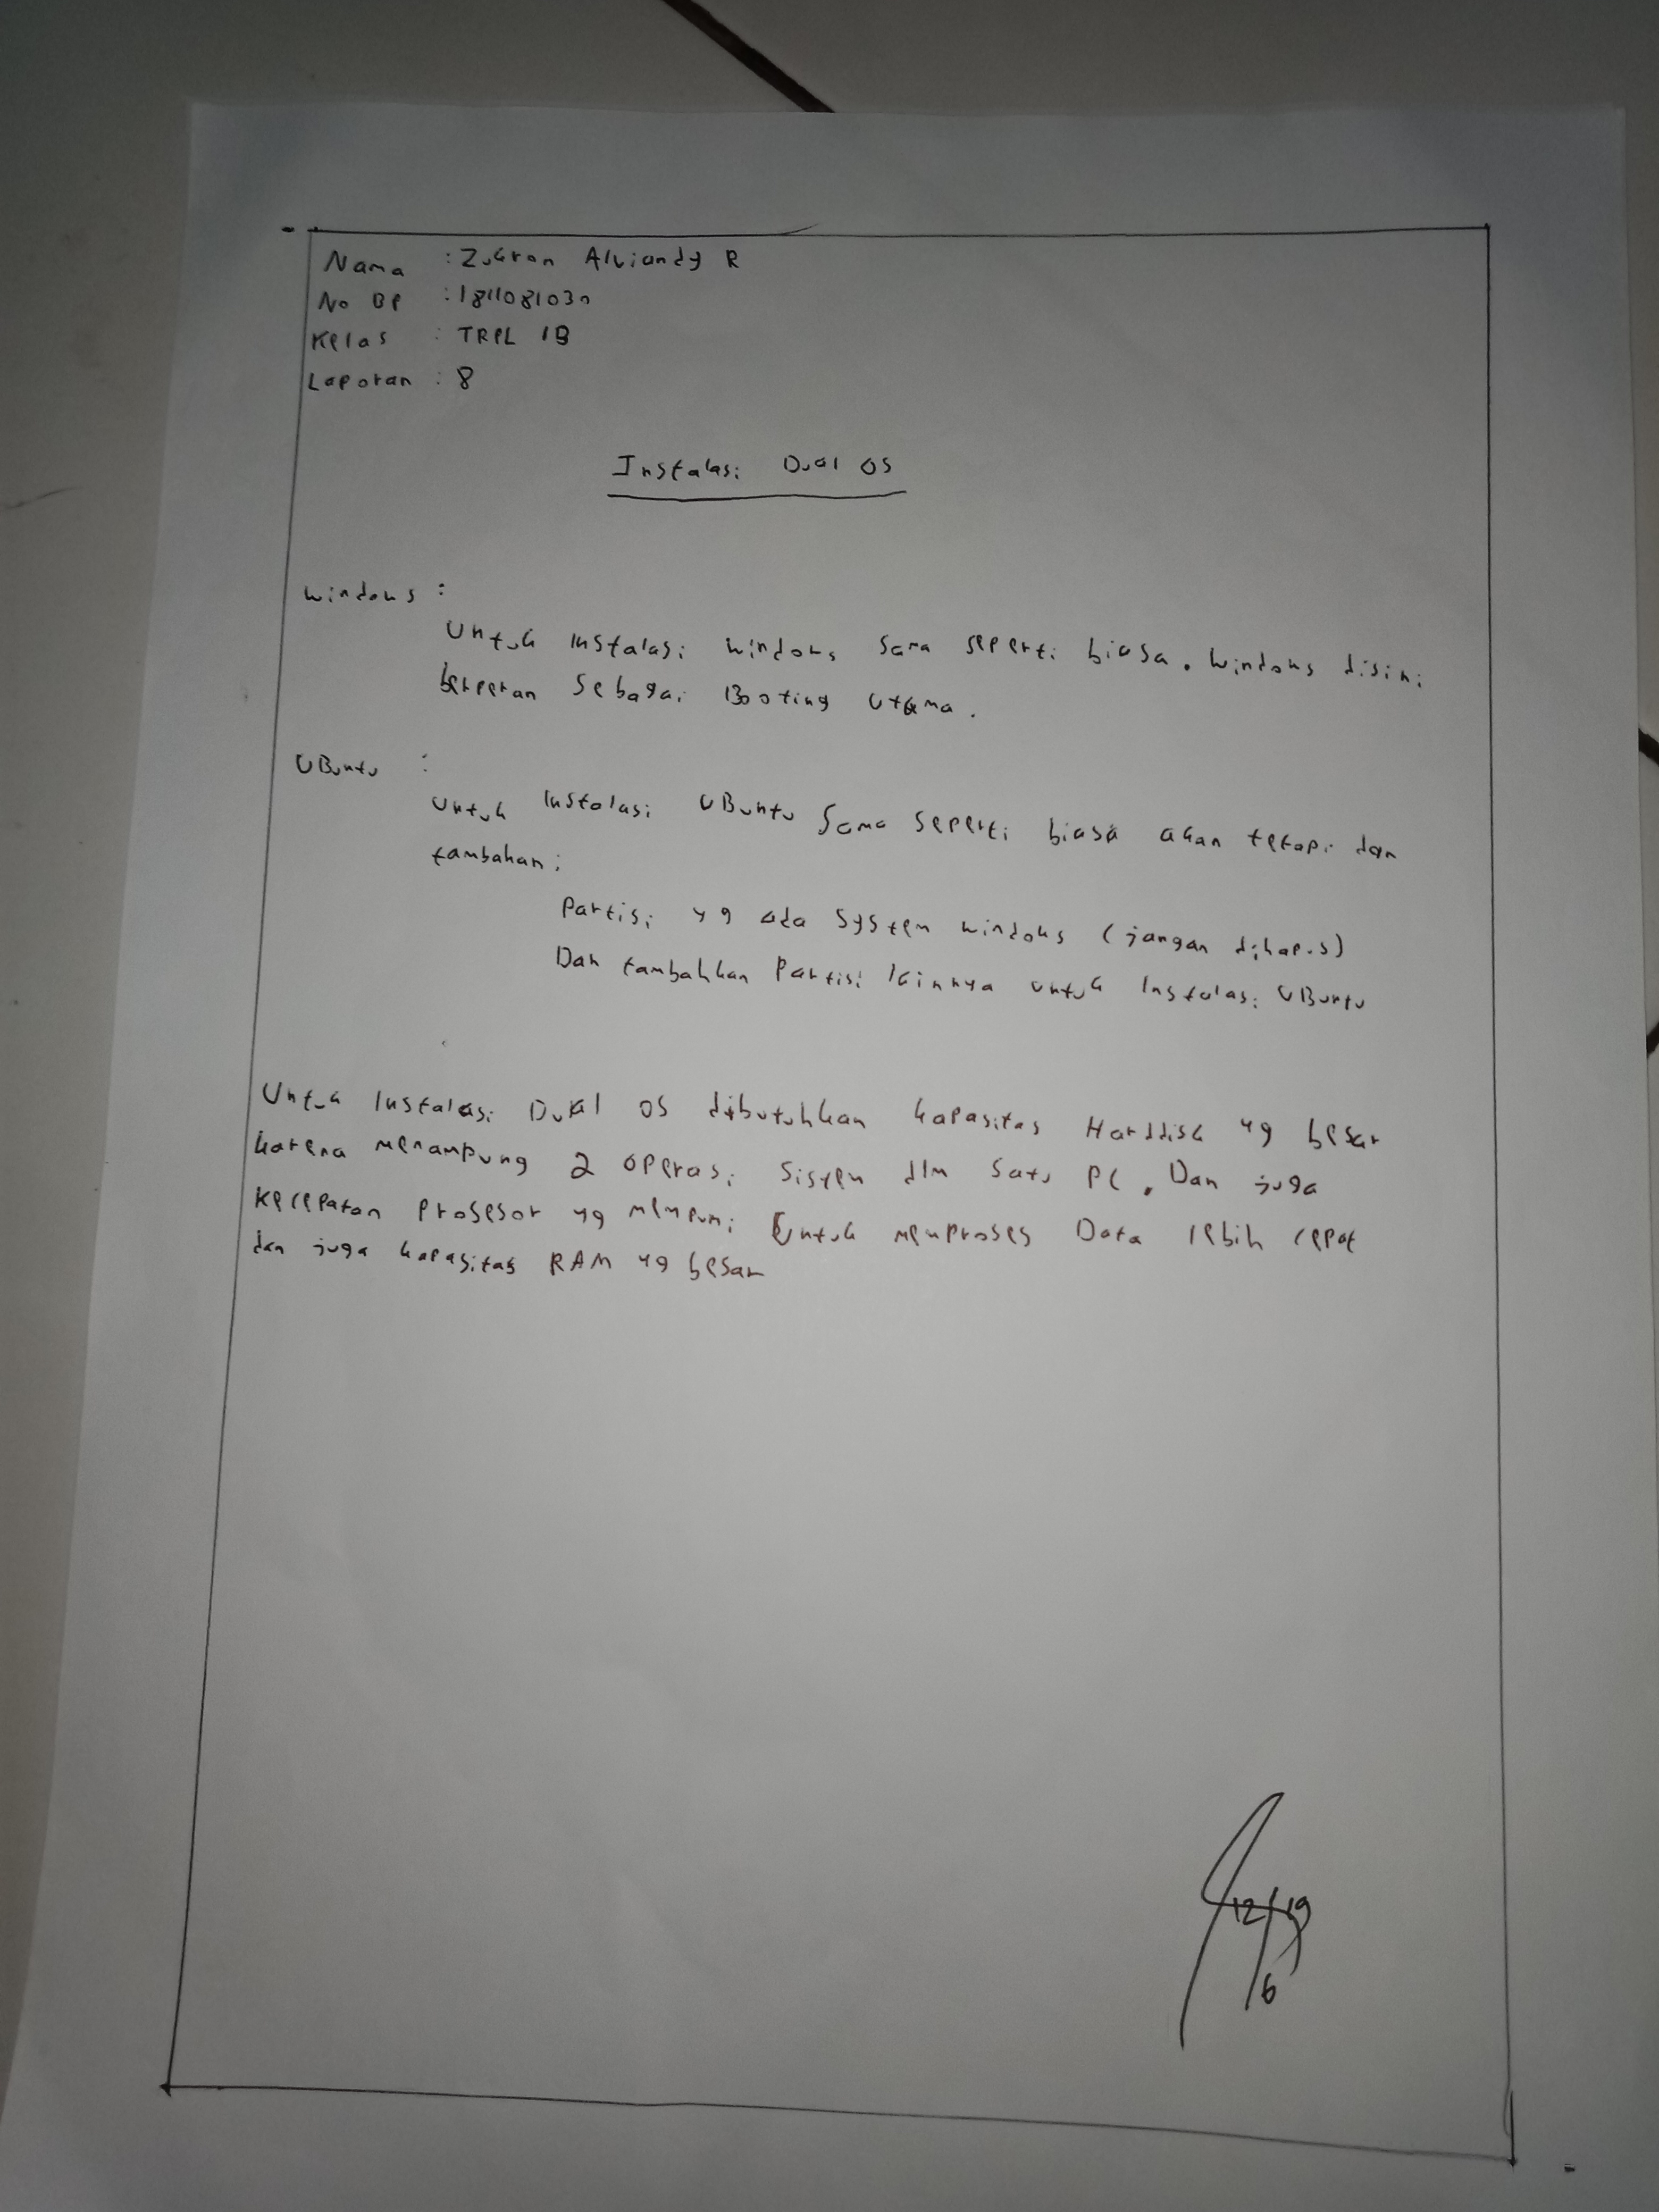 Nama : Zukron Alviandy R
No BP : 1811081030
Kelas : TRPL 1B
Laporan : 8
Instalasi Dual OS
Windows :
Untuk Instalasi Windows sama seperti biasa. Windows disini
berperan sebagai Booting Utama.
UBuntu :
Untuk Instalasi UBuntu sama seperti biasa akan tetapi dan
tambahan :
Partisi yg ada System Windows (jangan dihapus)
Dan tambahkan Partisi lainnya untuk Instalasi UBuntu
Untuk Instalasi Dual OS dibutuhkan kapasitas Harddisk yg besar
karena menampung 2 operasi sistem dlm satu PC. Dan juga
Kecepatan Prosesor yg mempuni Untuk memproses Data lebih cepat
dan juga kapasitas RAM yg besar
12/19
6